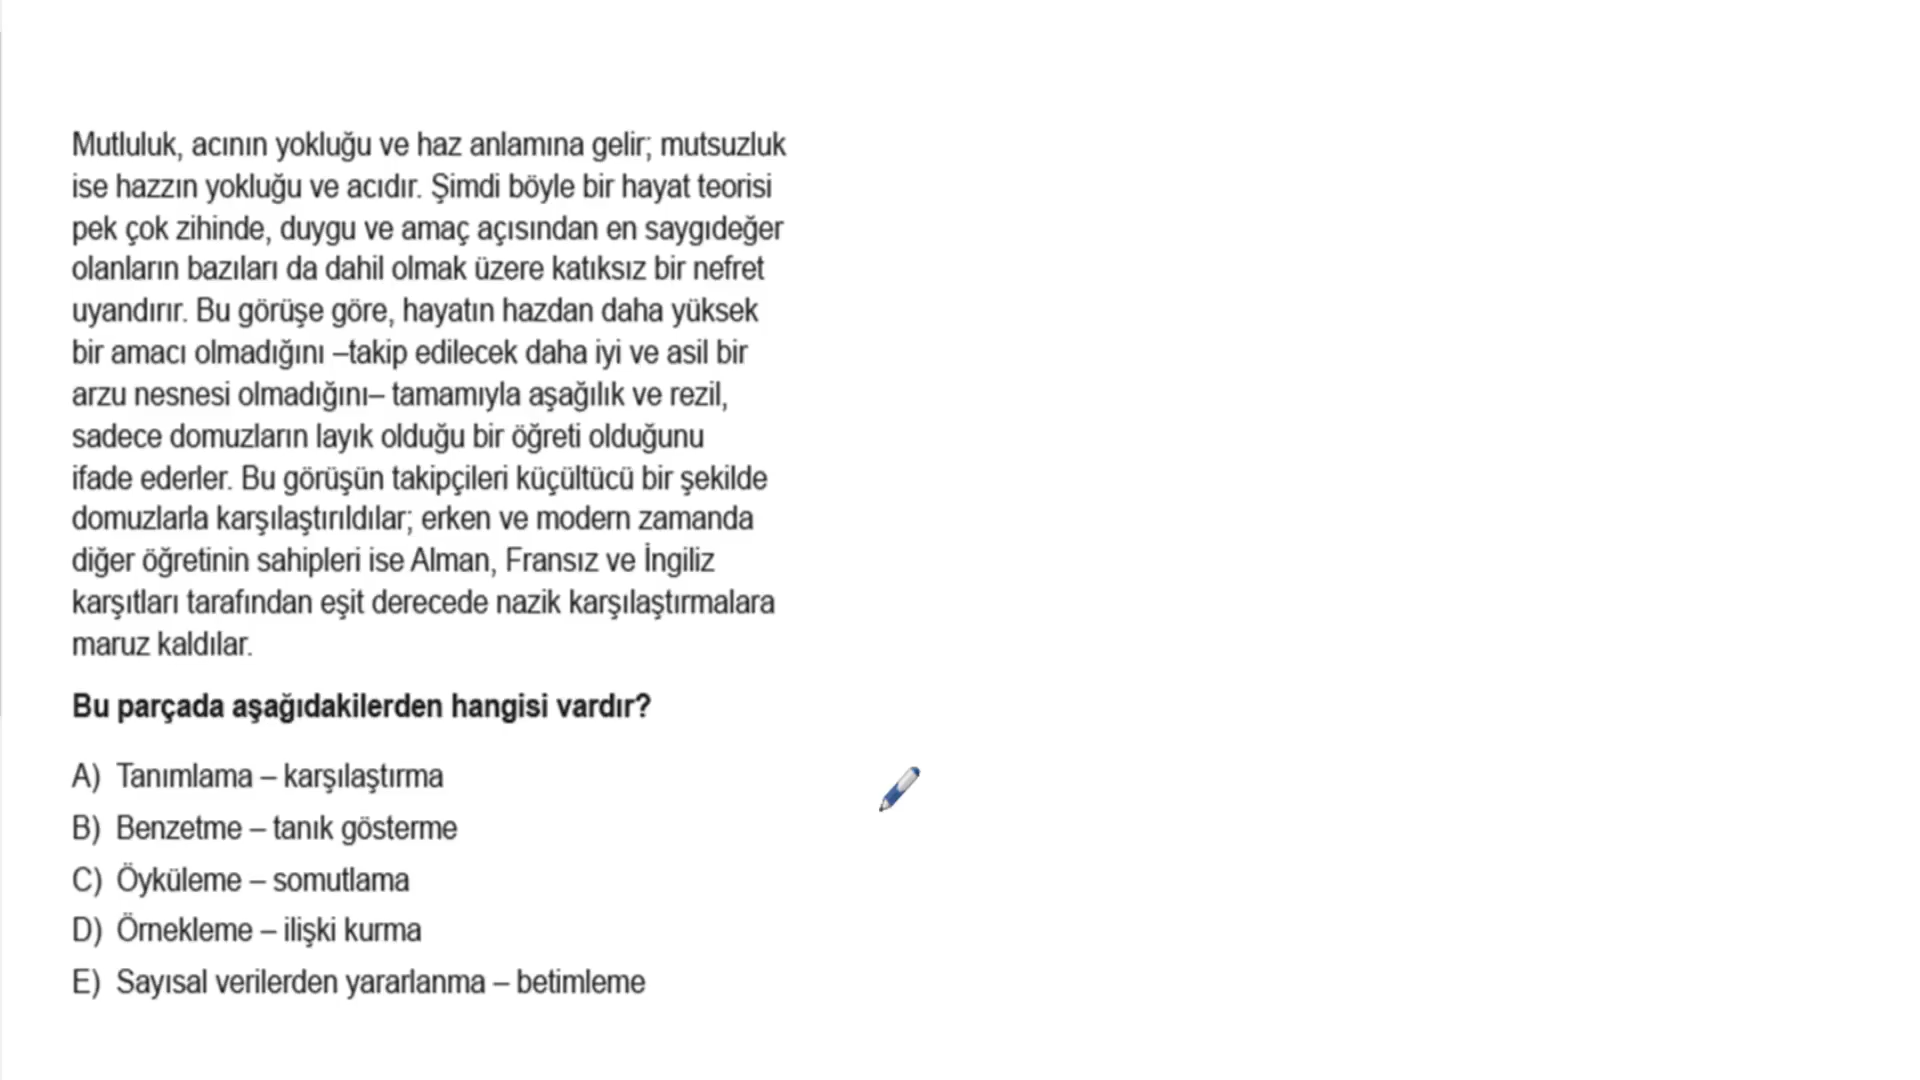 Mutluluk, acının yokluğu ve haz anlamına gelir; mutsuzluk
ise hazzın yokluğu ve acıdır. Şimdi böyle bir hayat teorisi
pek çok zihinde, duygu ve amaç açısından en saygıdeğer
olanların bazıları da dahil olmak üzere katıksız bir nefret
uyandırır. Bu görüşe göre, hayatın hazdan daha yüksek
bir amacı olmadığını –takip edilecek daha iyi ve asil bir
arzu nesnesi olmadığını– tamamıyla aşağılık ve rezil,
sadece domuzların layık olduğu bir öğreti olduğunu
ifade ederler. Bu görüşün takipçileri küçültücü bir şekilde
domuzlarla karşılaştırıldılar; erken ve modern zamanda
diğer öğretinin sahipleri ise Alman, Fransız ve İngiliz
karşıtları tarafından eşit derecede nazik karşılaştırmalara
maruz kaldılar.
Bu parçada aşağıdakilerden hangisi vardır?
A) Tanımlama – karşılaştırma
B) Benzetme – tanık gösterme
C) Öyküleme – somutlama
D) Örnekleme – ilişki kurma
E) Sayısal verilerden yararlanma – betimleme